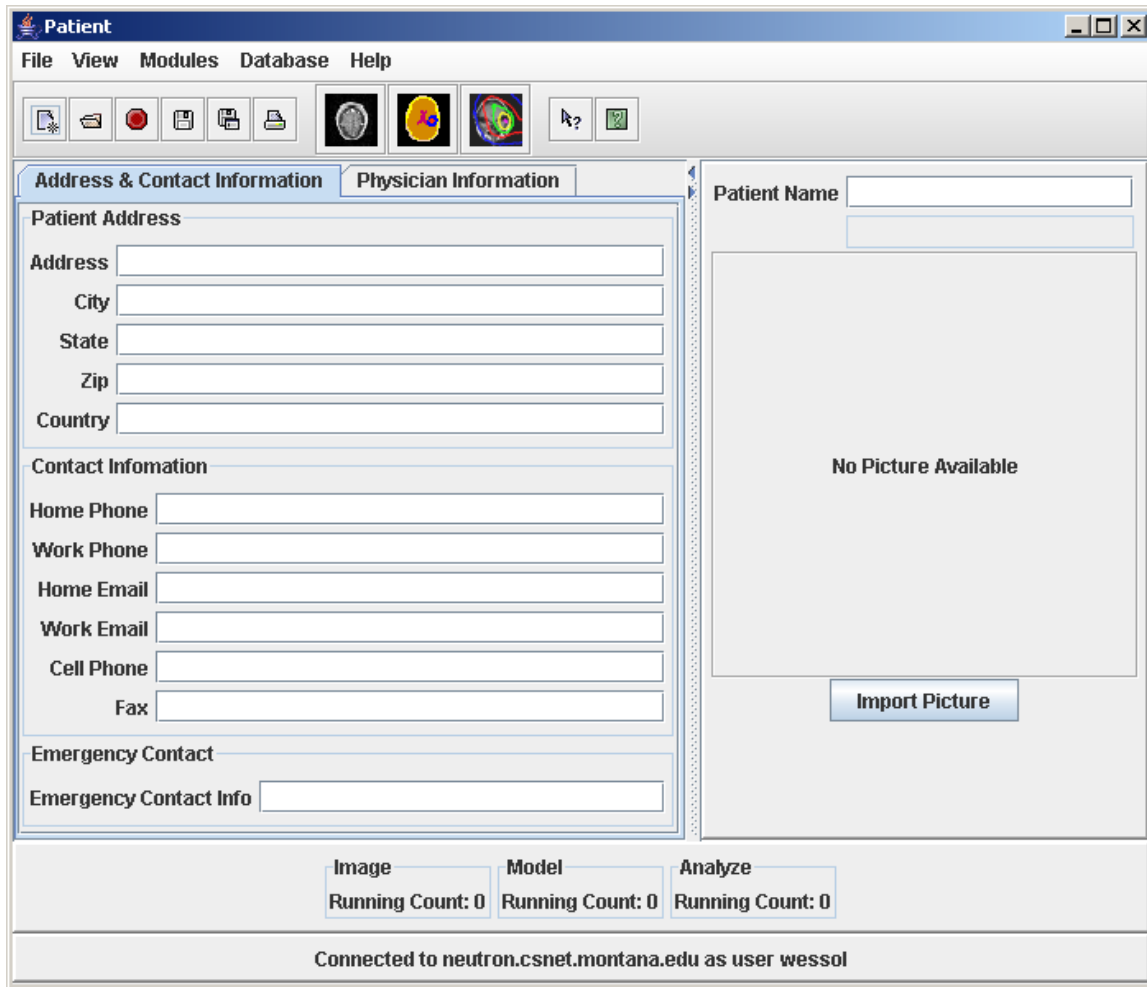 Patient
File View Modules Database Help
?
?
Address & Contact Information Physician Information
Patient Address
Address
City
State
Zip
Country
Contact Infomation
Home Phone
Work Phone
Home Email
Work Email
Cell Phone
Fax
Emergency Contact
Emergency Contact Info
Patient Name
No Picture Available
Import Picture
Image Model Analyze
Running Count: 0 Running Count: 0 Running Count: 0
Connected to neutron.csnet.montana.edu as user wessol